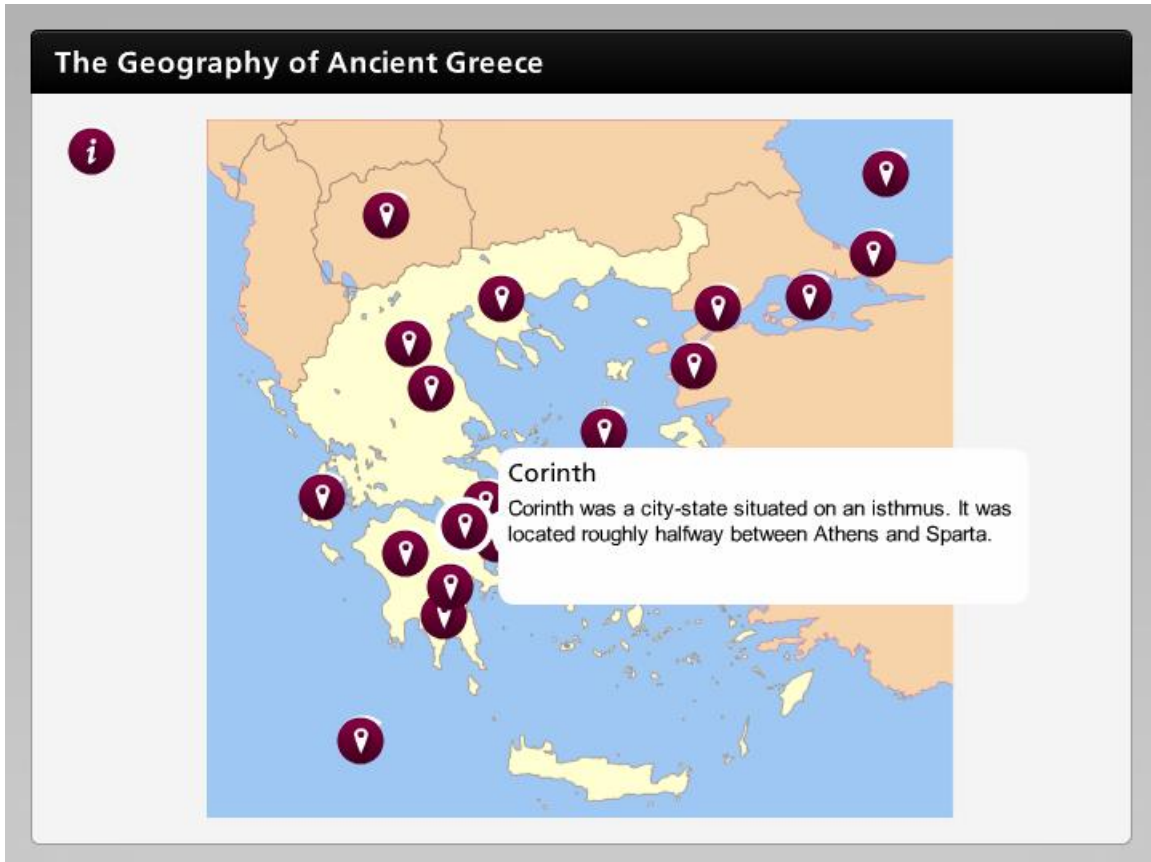 The Geography of Ancient Greece
i
Corinth
Corinth was a city-state situated on an isthmus. It was
located roughly halfway between Athens and Sparta.